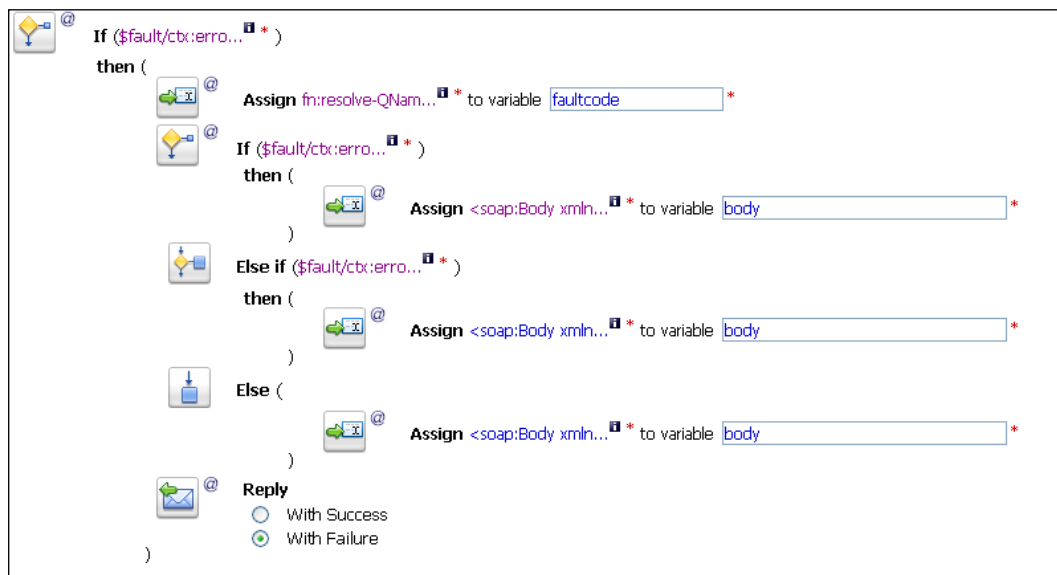 @ If ($fault/ctx:erro... i * )
then (
@ Assign fn:resolve-QNam... i * to variable faultcode *
@ If ($fault/ctx:erro... i * )
then (
@ Assign <soap:Body xmln... i * to variable body *
)
Else if ($fault/ctx:erro... i * )
then (
@ Assign <soap:Body xmln... i * to variable body *
)
Else (
@ Assign <soap:Body xmln... i * to variable body *
)
@ Reply
With Success
With Failure
)